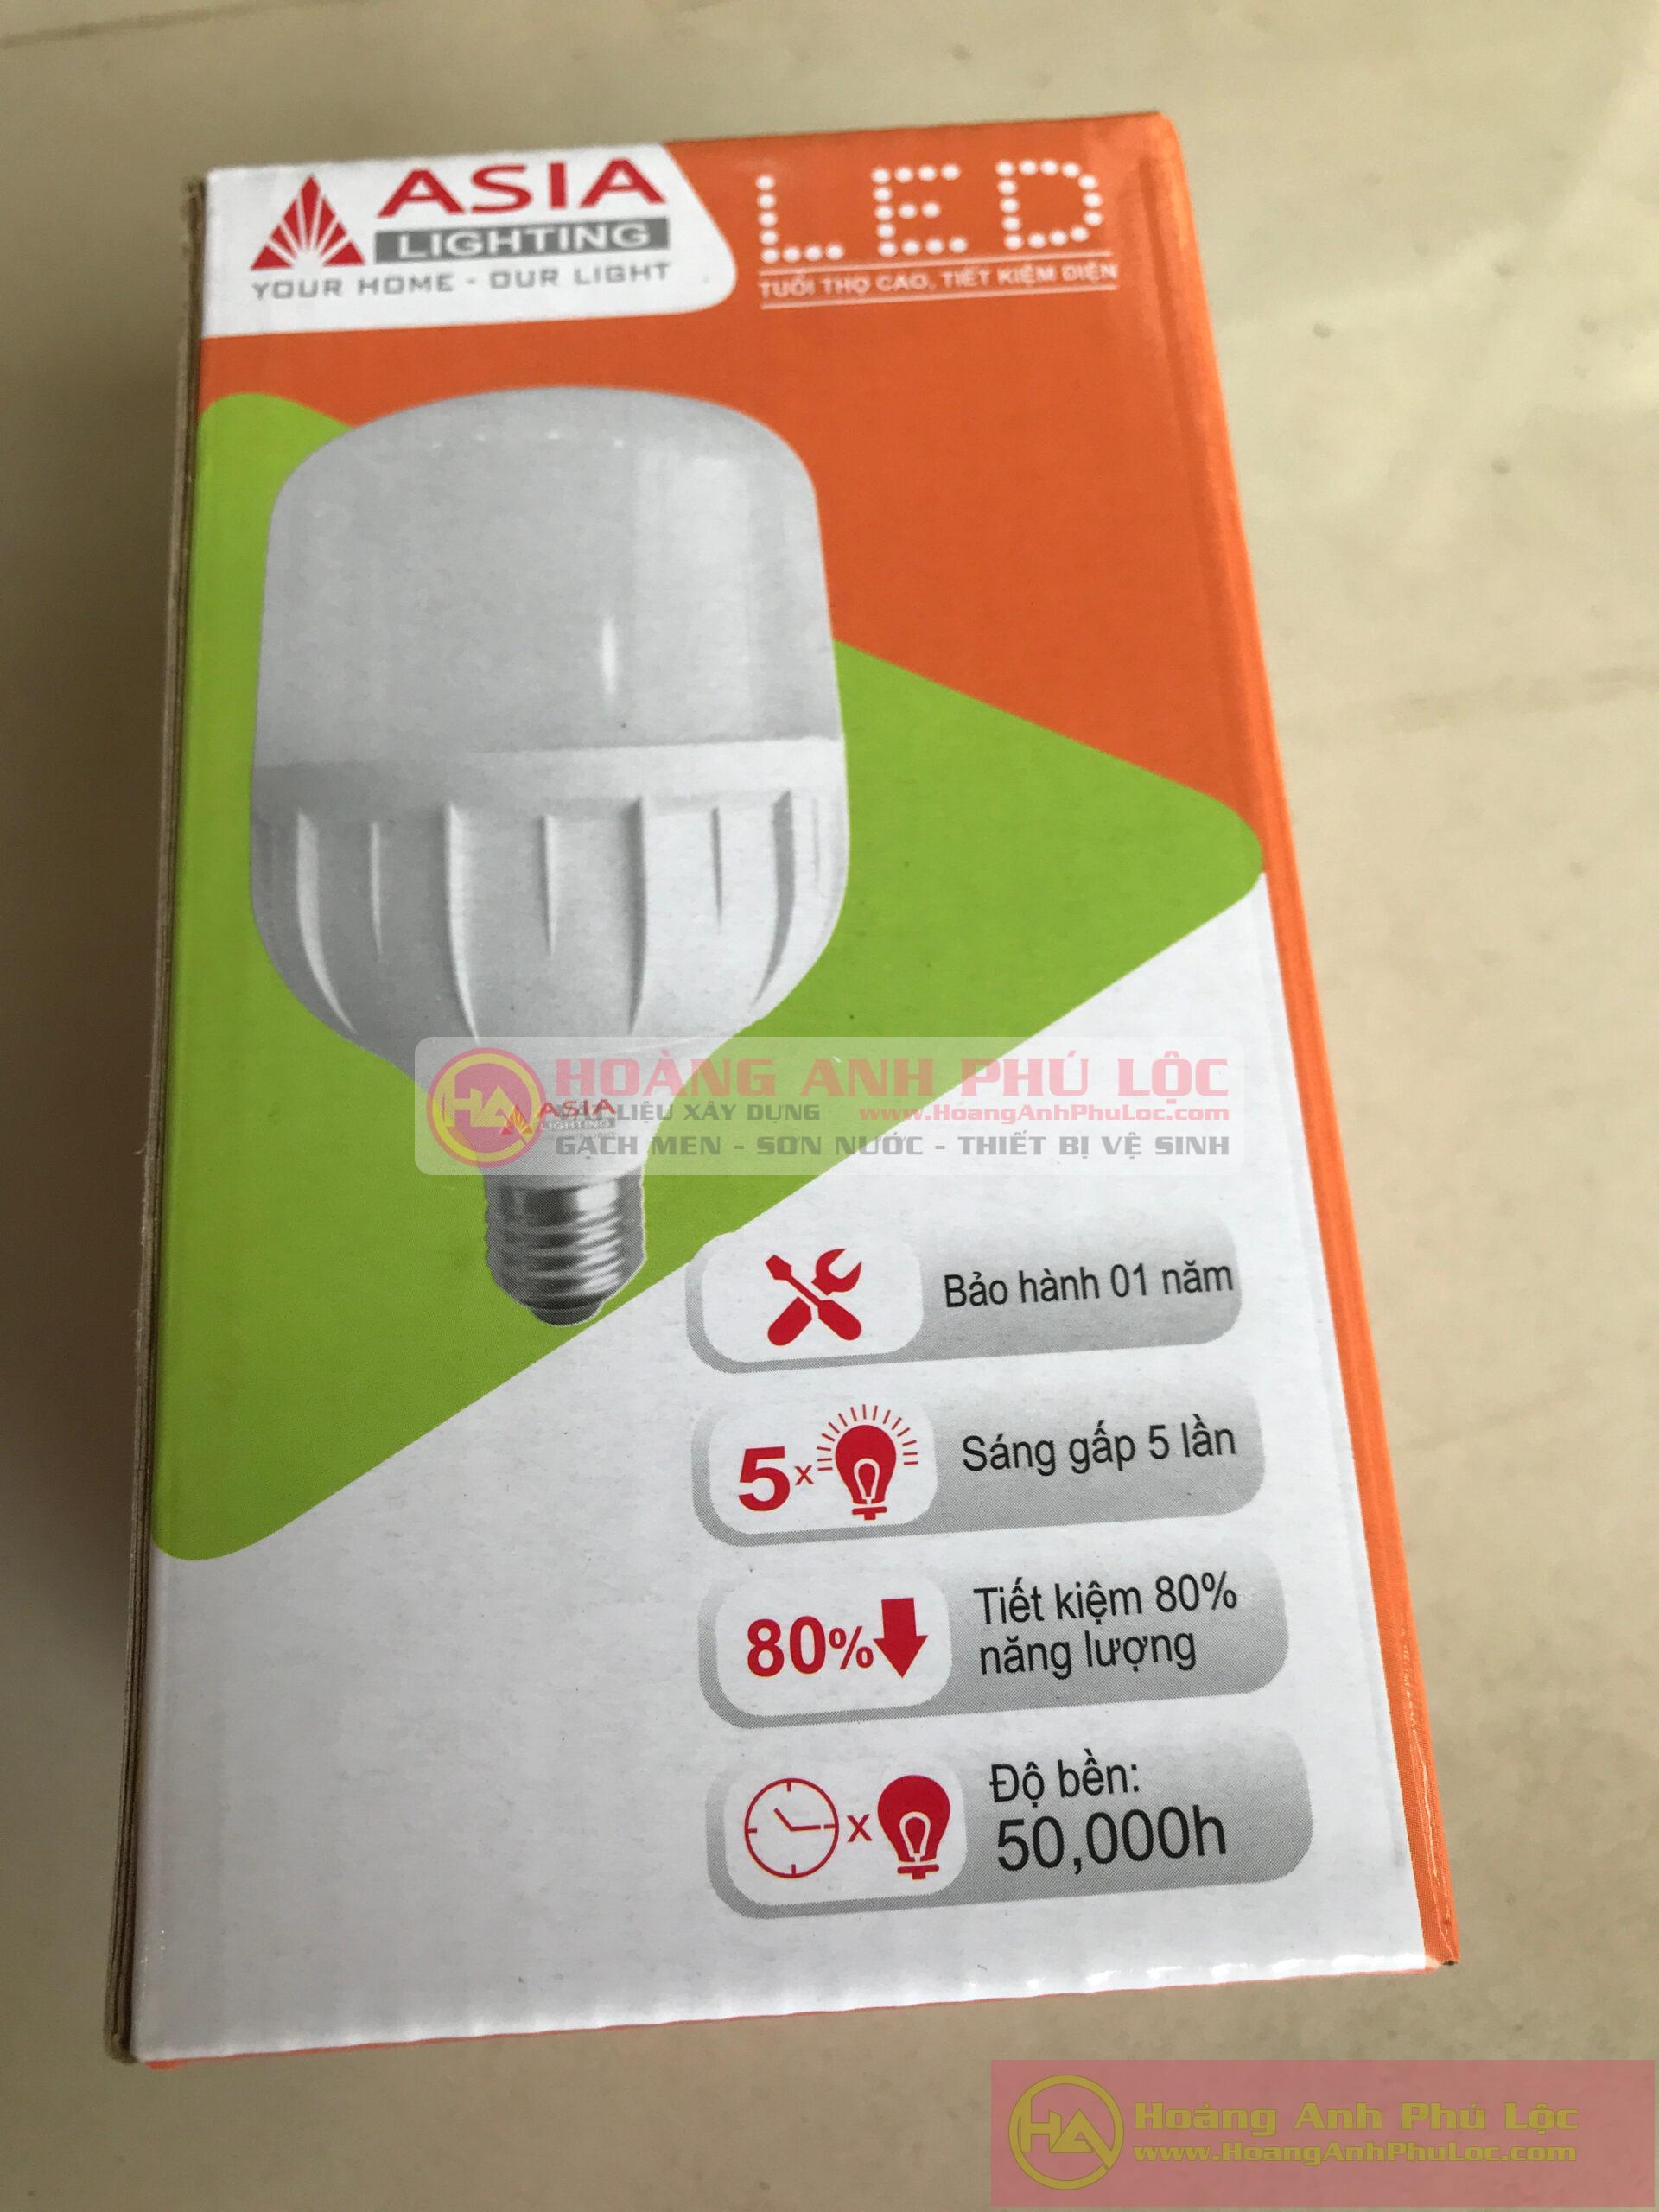 ASIA
LIGHTING
YOUR HOME - OUR LIGHT
LED
TUỔI THỌ CAO, TIẾT KIỆM ĐIỆN
HOÀNG ANH PHÚ LỘC
LIỆU XÂY DỰNG www.HoangAnhPhuLoc.com
GẠCH MEN - SƠN NƯỚC - THIẾT BỊ VỆ SINH
HA
ASIA
LIGHTING
Bảo hành 01 năm
5x
Sáng gấp 5 lần
80%
Tiết kiệm 80%
năng lượng
x
Độ bền:
50,000h
HA
Hoàng Anh Phú Lộc
www.HoangAnhPhuLoc.com